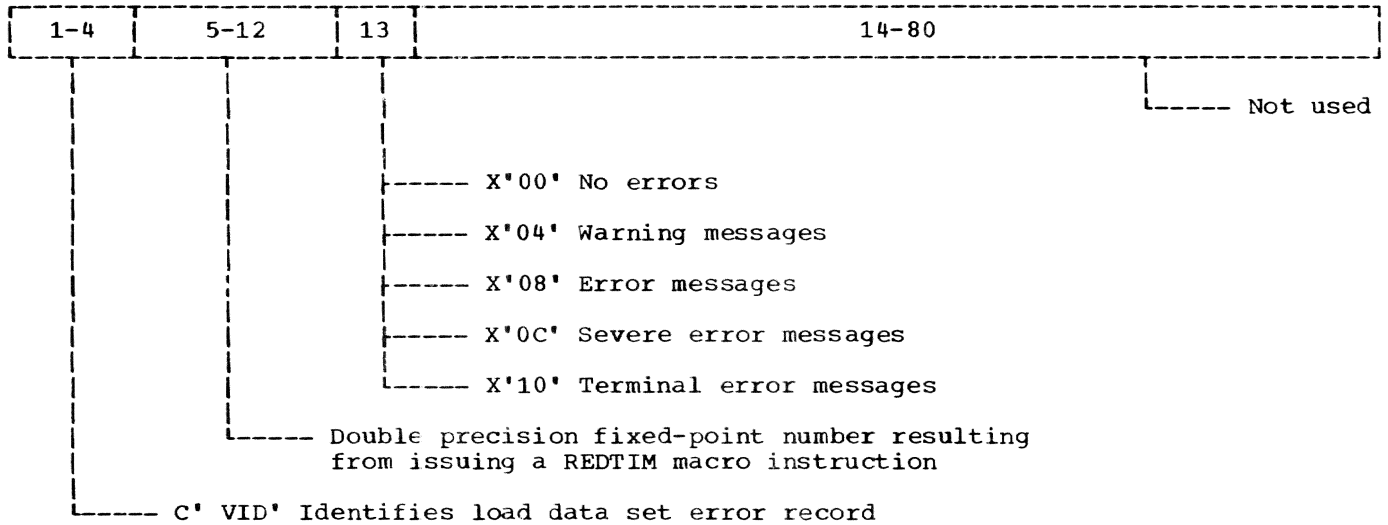 1-4 5-12 13 14-80
Not used
X'00' No errors
X'04' Warning messages
X'08' Error messages
X'0C' Severe error messages
X'10' Terminal error messages
Double precision fixed-point number resulting
from issuing a REDTIM macro instruction
C' VID' Identifies load data set error record